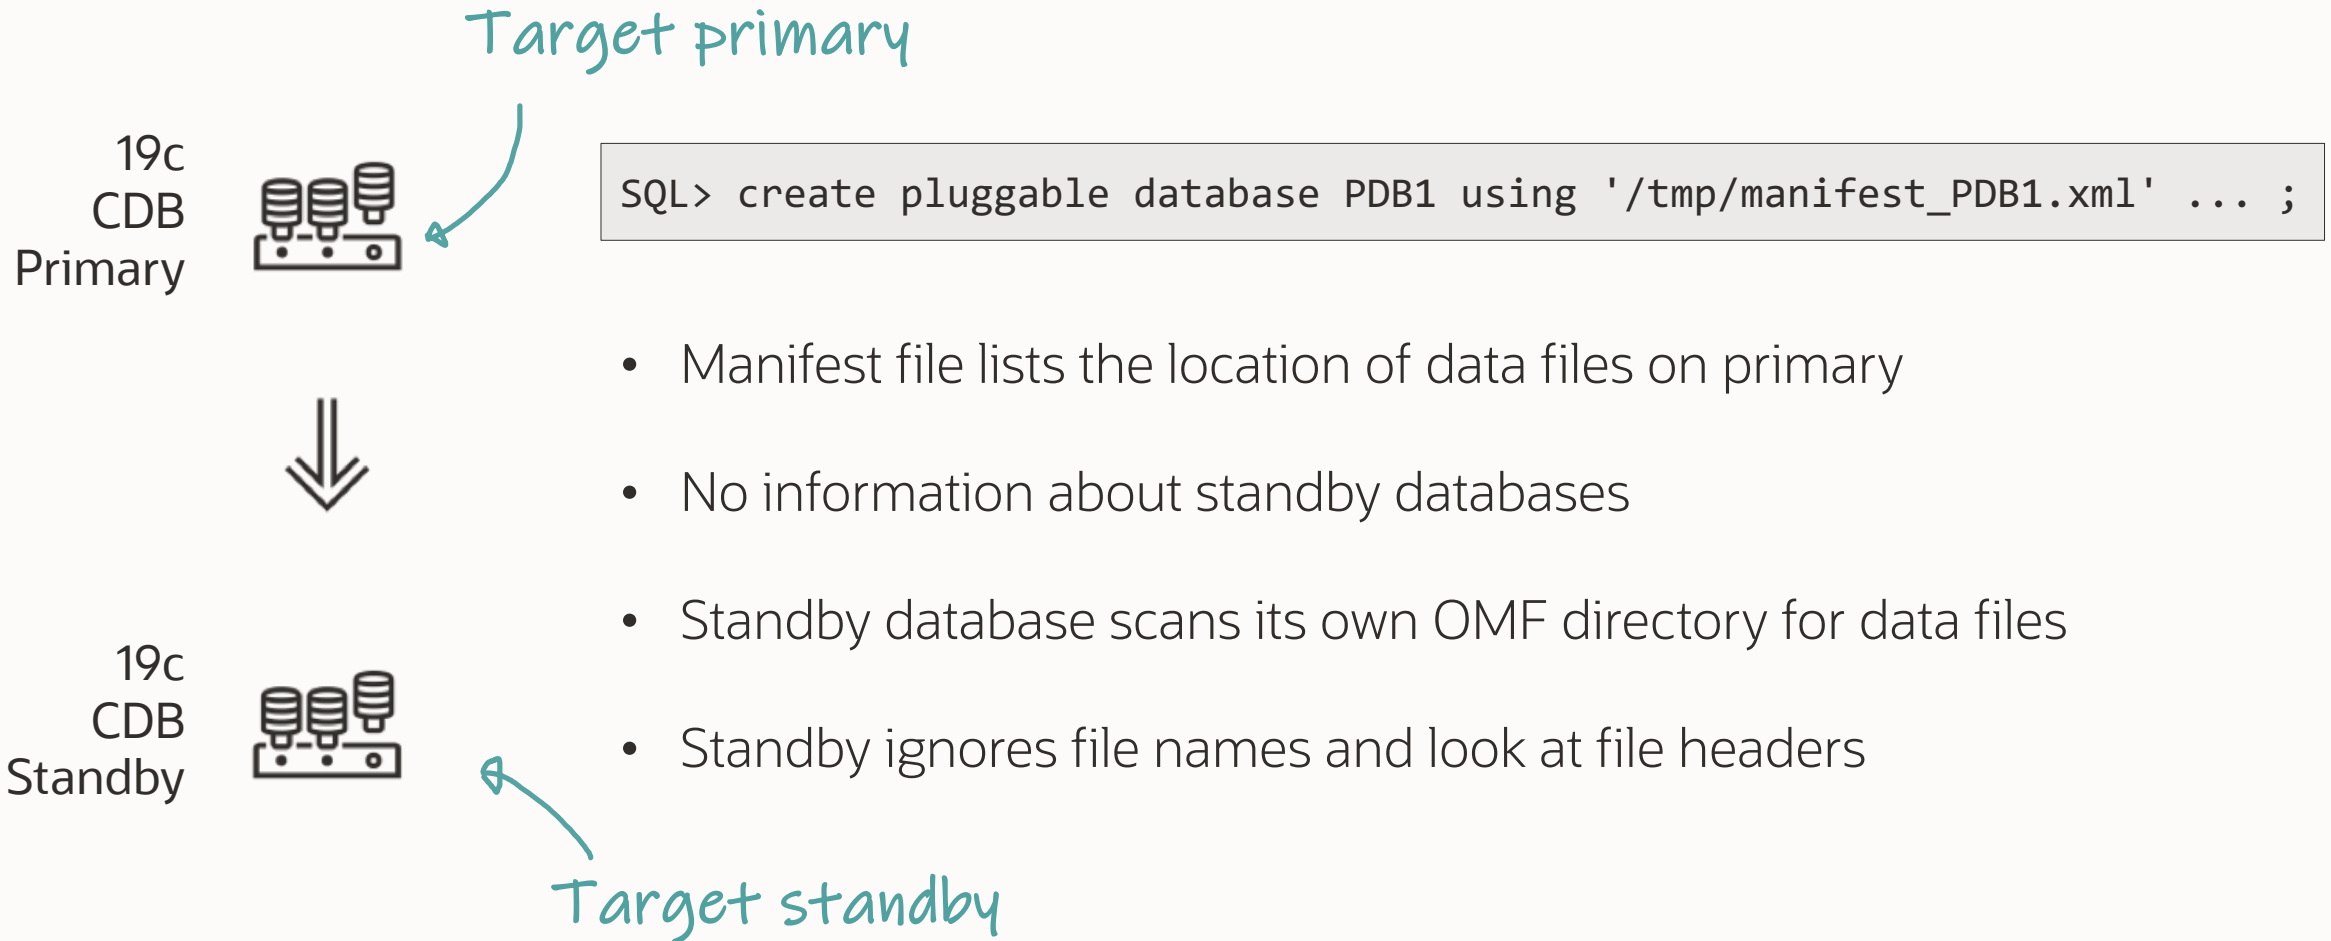 Target primary
19c
CDB
Primary
SQL> create pluggable database PDB1 using '/tmp/manifest_PDB1.xml' ... ;
• Manifest file lists the location of data files on primary
• No information about standby databases
• Standby database scans its own OMF directory for data files
• Standby ignores file names and look at file headers
19c
CDB
Standby
Target standby